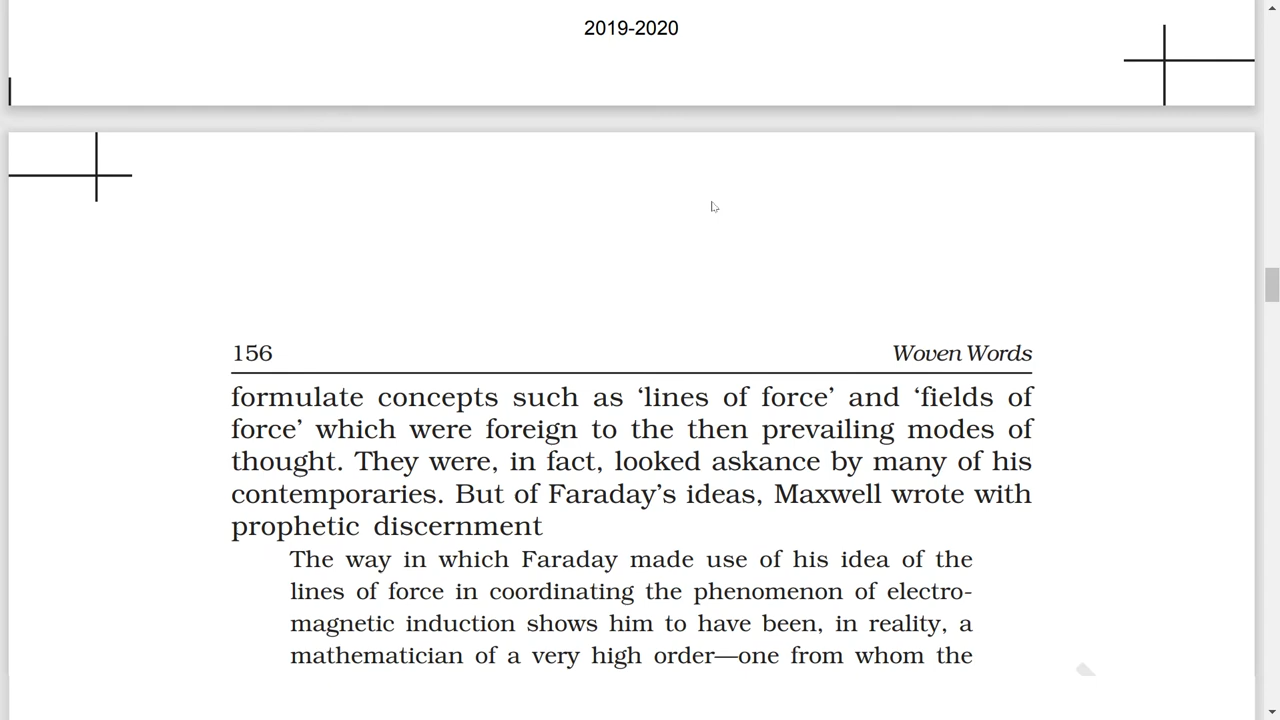 2019-2020
156 Woven Words
formulate concepts such as ‘lines of force’ and ‘fields of
force’ which were foreign to the then prevailing modes of
thought. They were, in fact, looked askance by many of his
contemporaries. But of Faraday’s ideas, Maxwell wrote with
prophetic discernment
The way in which Faraday made use of his idea of the
lines of force in coordinating the phenomenon of electro-
magnetic induction shows him to have been, in reality, a
mathematician of a very high order—one from whom the